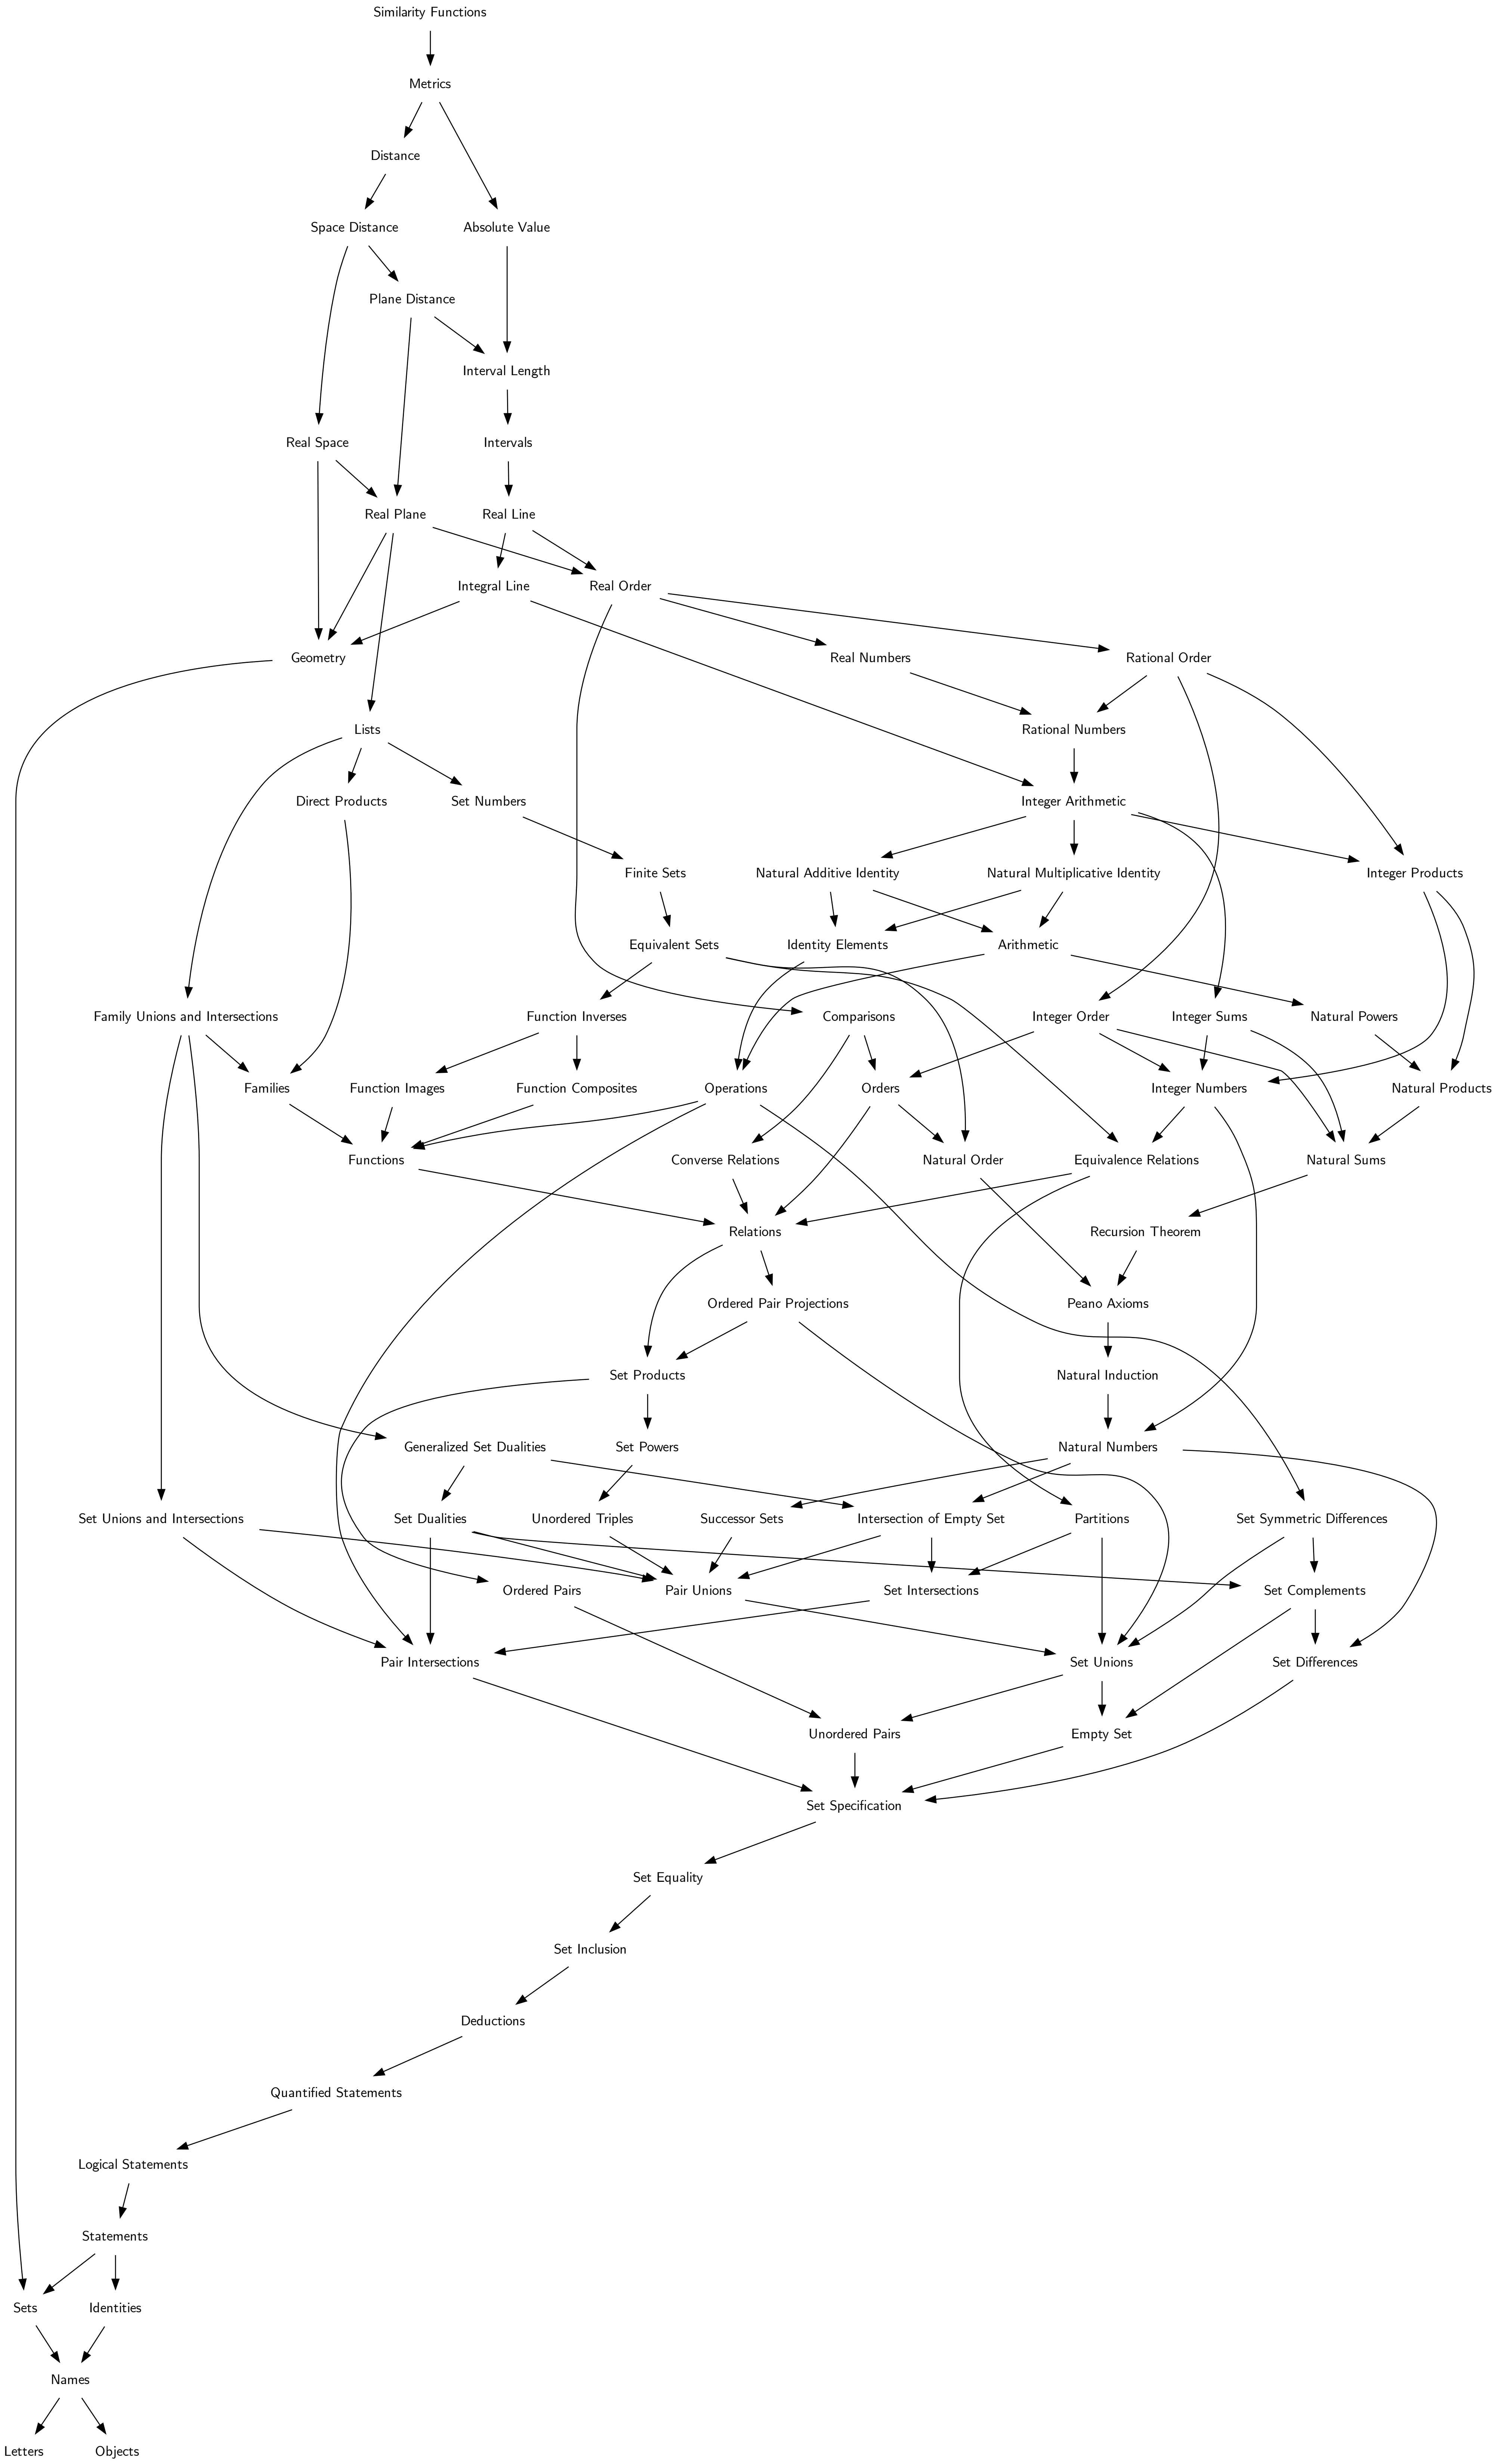 Similarity Functions
Metrics
Distance
Space Distance
Absolute Value
Plane Distance
Interval Length
Real Space
Intervals
Real Plane
Real Line
Integral Line
Real Order
Geometry
Real Numbers
Rational Order
Lists
Rational Numbers
Direct Products
Set Numbers
Integer Arithmetic
Finite Sets
Natural Additive Identity
Natural Multiplicative Identity
Integer Products
Equivalent Sets
Identity Elements
Arithmetic
Family Unions and Intersections
Function Inverses
Comparisons
Integer Order
Integer Sums
Natural Powers
Families
Function Images
Function Composites
Operations
Orders
Integer Numbers
Natural Products
Functions
Converse Relations
Natural Order
Equivalence Relations
Natural Sums
Relations
Recursion Theorem
Ordered Pair Projections
Peano Axioms
Set Products
Natural Induction
Generalized Set Dualities
Set Powers
Natural Numbers
Set Unions and Intersections
Set Dualities
Unordered Triples
Successor Sets
Intersection of Empty Set
Partitions
Set Symmetric Differences
Ordered Pairs
Pair Unions
Set Intersections
Set Complements
Pair Intersections
Set Unions
Set Differences
Unordered Pairs
Empty Set
Set Specification
Set Equality
Set Inclusion
Deductions
Quantified Statements
Logical Statements
Statements
Sets
Identities
Names
Letters
Objects